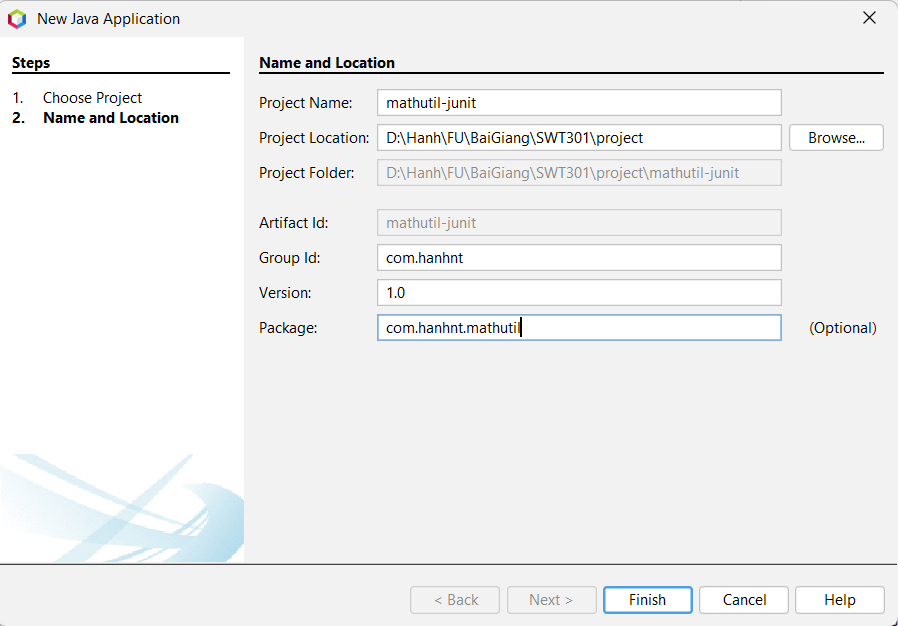 New Java Application
Steps
1. Choose Project
2. Name and Location
Name and Location
Project Name: mathutil-junit
Project Location: D:\Hanh\FU\BaiGiang\SWT301\project Browse...
Project Folder: D:\Hanh\FU\BaiGiang\SWT301\project\mathutil-junit
Artifact Id: mathutil-junit
Group Id: com.hanhnt
Version: 1.0
Package: com.hanhnt.mathutil (Optional)
< Back Next > Finish Cancel Help